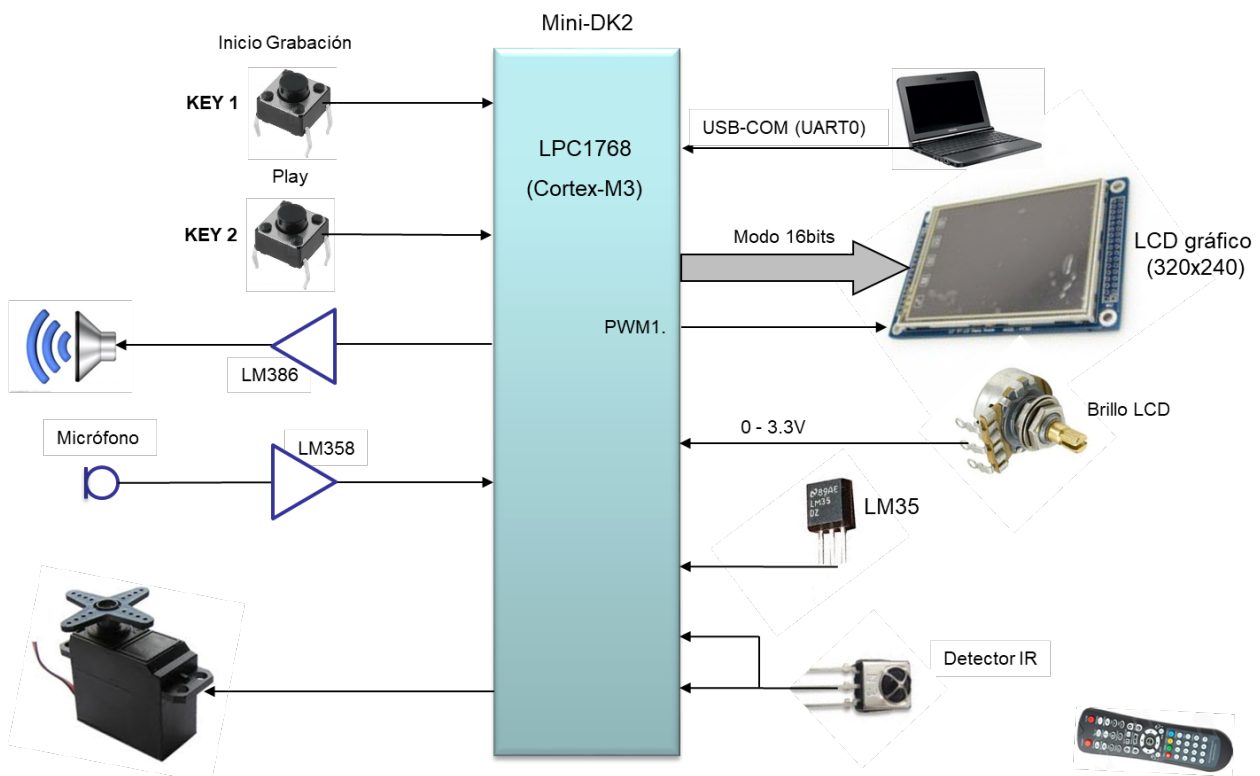 Mini-DK2
Inicio Grabación
KEY 1
Play
KEY 2
LPC1768
(Cortex-M3)
USB-COM (UART0)
Modo 16bits
LCD gráfico
(320x240)
PWM1.
LM386
Micrófono
LM358
Brillo LCD
0 - 3.3V
89AE
LM35
DZ
LM35
Detector IR